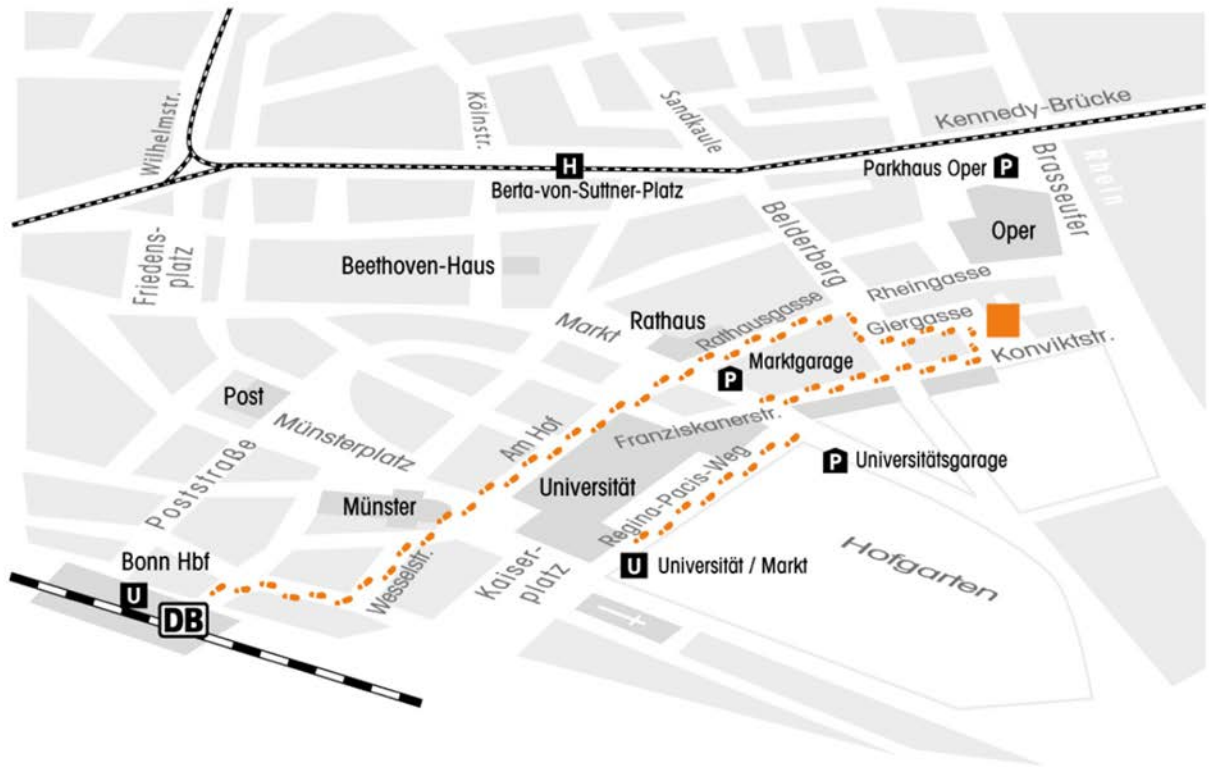 Wilhelmstr.
Kölnstr.
Sandkaule
Kennedy-Brücke
H
Berta-von-Suttner-Platz
Parkhaus Oper P
Brasseufer
Rhein
Friedens-
platz
Beethoven-Haus
Belderberg
Oper
Rheingasse
Markt
Rathaus
Rathausgasse
Giergasse
Konviktstr.
Marktgarage
P
Post
Münsterplatz
Am Hof
Franziskanerstr.
Poststraße
Münster
Universität
Regina-Pacis-Weg
P Universitätsgarage
Bonn Hbf
U
DB
Wesselstr.
Kaiser-
platz
U Universität / Markt
Hofgarten